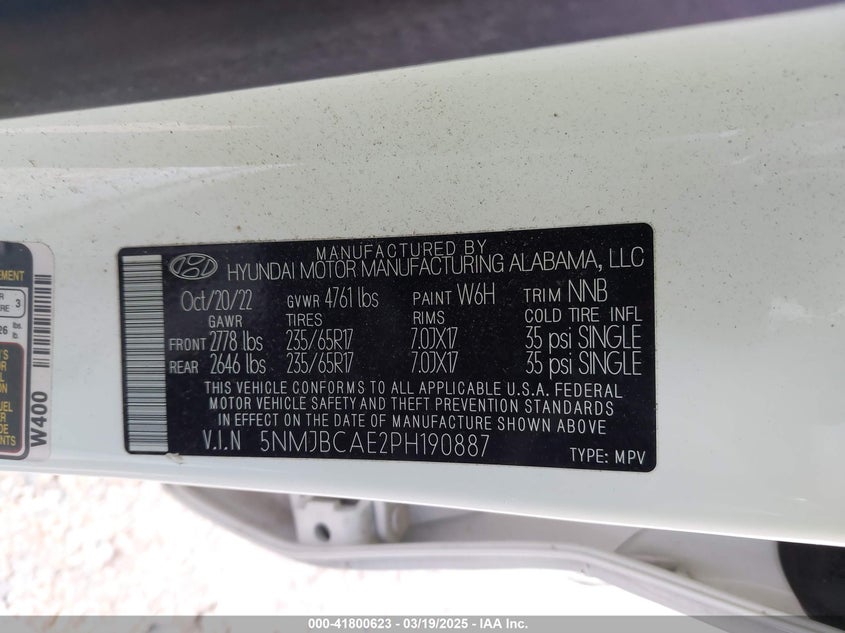 MANUFACTURED BY
HYUNDAI MOTOR MANUFACTURING ALABAMA, LLC
Oct/20/22 GVWR 4761 lbs PAINT W6H TRIM NNB
GAWR TIRES RIMS COLD TIRE INFL
FRONT 2778 lbs 235/65R17 7.0JX17 35 psi SINGLE
REAR 2646 lbs 235/65R17 7.0JX17 35 psi SINGLE
THIS VEHICLE CONFORMS TO ALL APPLICABLE U.S.A. FEDERAL
MOTOR VEHICLE SAFETY AND THEFT PREVENTION STANDARDS
IN EFFECT ON THE DATE OF MANUFACTURE SHOWN ABOVE
V.I.N 5NMJBCAE2PH190887
TYPE: MPV
3
W400
000-41800623 - 03/19/2025 - IAA Inc.